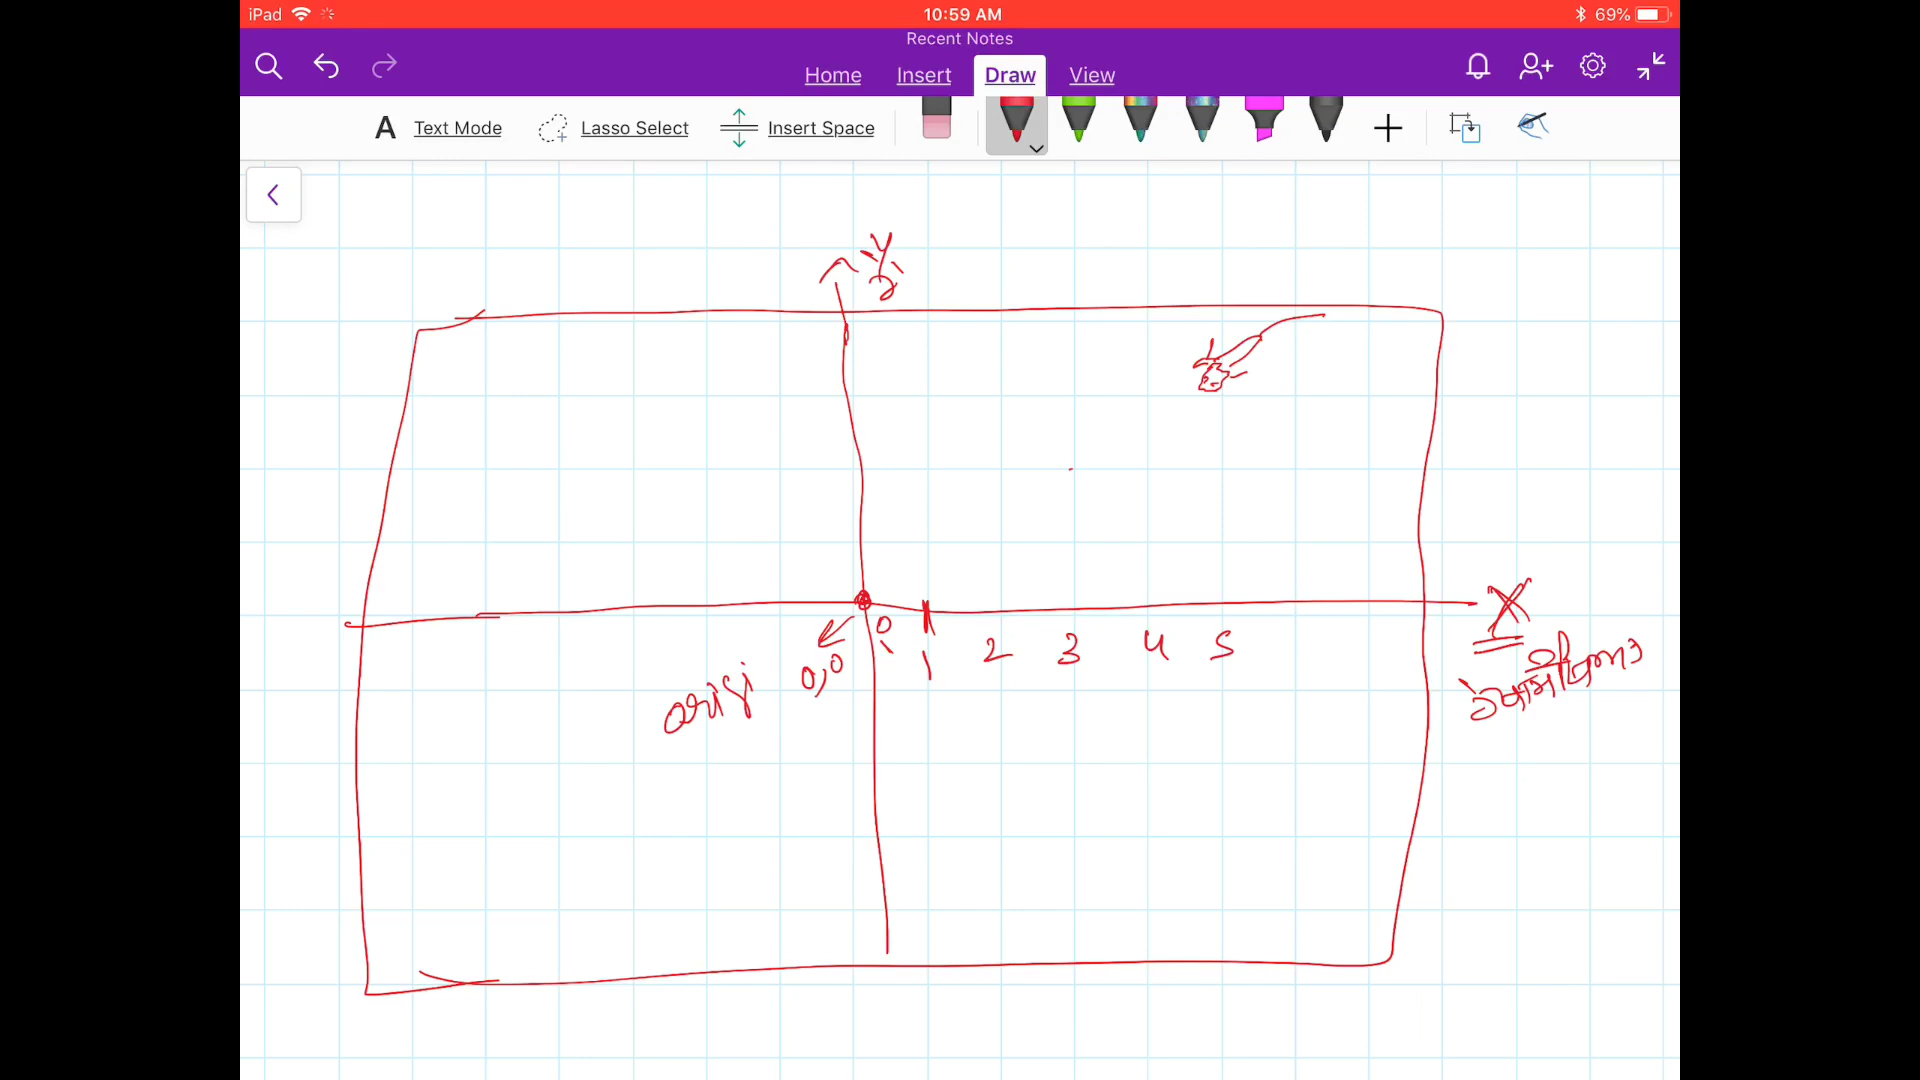 iPad
10:59 AM
69%
Recent Notes
Home Insert Draw View
A Text Mode Lasso Select Insert Space
Y
0
1 2 3 4 5
0,0
X